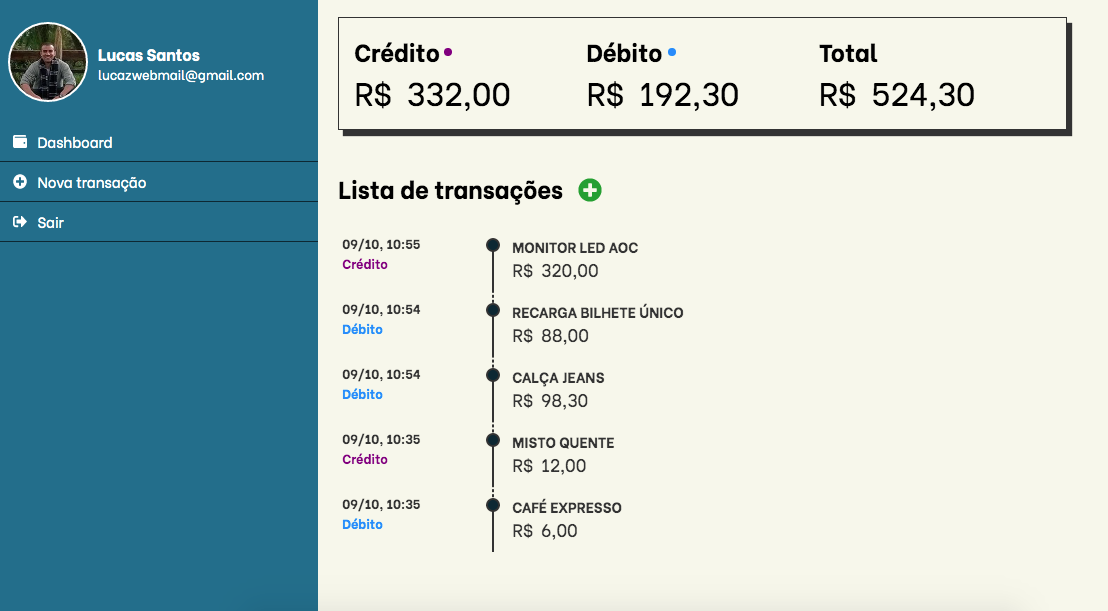 Lucas Santos
lucazwebmail@gmail.com
Dashboard
Nova transação
Sair
Crédito
R$ 332,00
Débito
R$ 192,30
Total
R$ 524,30
Lista de transações
09/10, 10:55
Crédito
MONITOR LED AOC
R$ 320,00
09/10, 10:54
Débito
RECARGA BILHETE ÚNICO
R$ 88,00
09/10, 10:54
Débito
CALÇA JEANS
R$ 98,30
09/10, 10:35
Crédito
MISTO QUENTE
R$ 12,00
09/10, 10:35
Débito
CAFÉ EXPRESSO
R$ 6,00